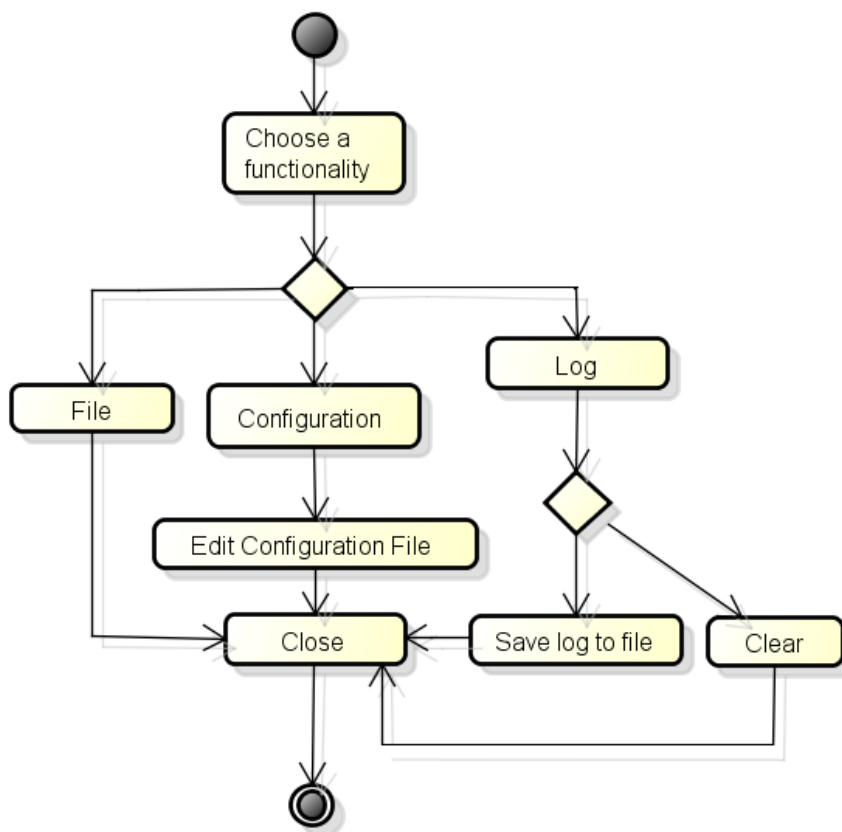 Choose a
functionality
Log
File
Configuration
Edit Configuration File
Close
Save log to file
Clear